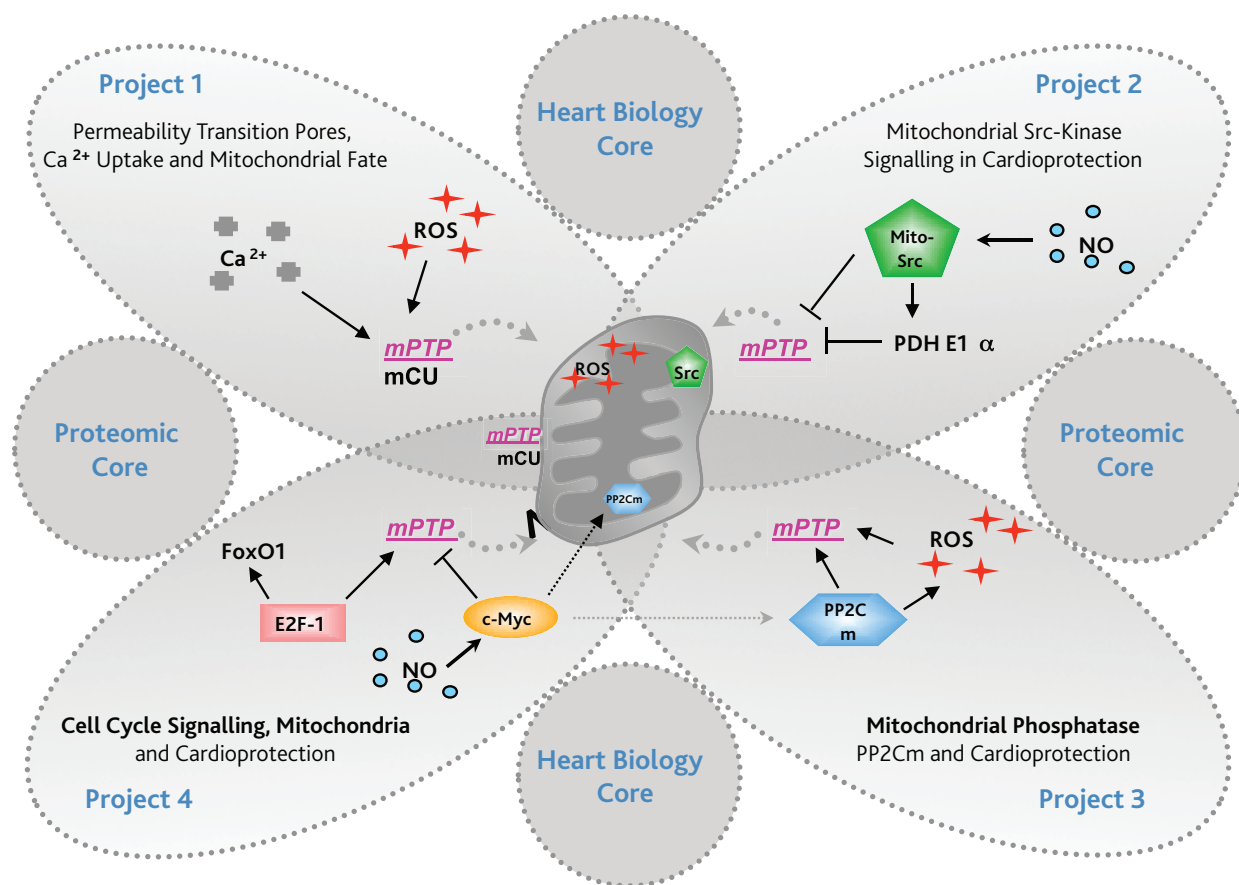 Project 1
Permeability Transition Pores,
Ca 2+ Uptake and Mitochondrial Fate
ROS
Ca 2+
mPTP
mCU
Heart Biology
Core
Project 2
Mitochondrial Src-Kinase
Signalling in Cardioprotection
Mito-
Src
NO
mPTP
PDH E1 α
Proteomic
Core
ROS
Src
mPTP
mCU
PP2Cm
Proteomic
Core
mPTP
FoxO1
E2F-1
c-Myc
NO
Cell Cycle Signalling, Mitochondria
and Cardioprotection
Project 4
mPTP
ROS
PP2C
m
Mitochondrial Phosphatase
PP2Cm and Cardioprotection
Project 3
Heart Biology
Core